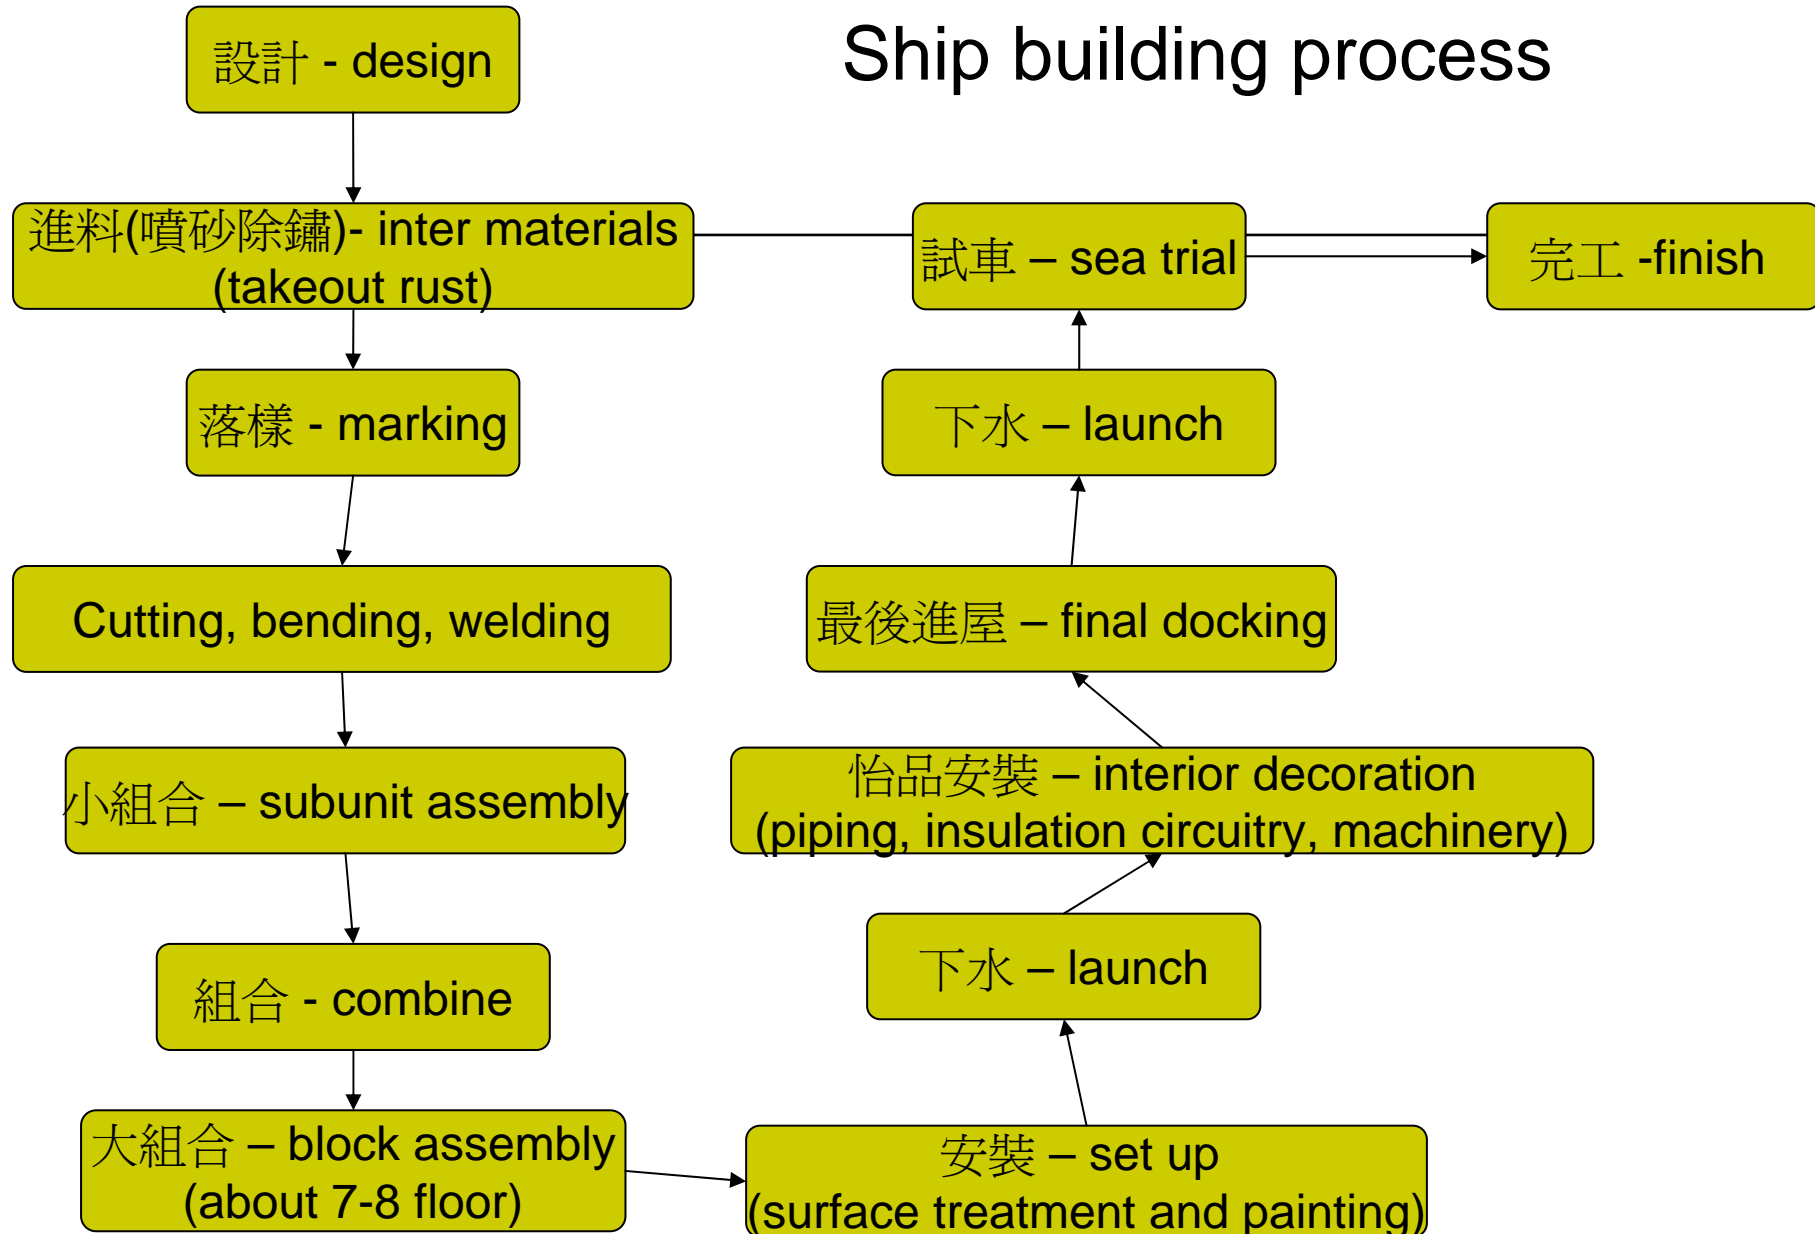 Ship building process
設計 - design
進料(噴砂除鏽)- inter materials
(takeout rust)
落樣 - marking
Cutting, bending, welding
小組合 – subunit assembly
組合 - combine
大組合 – block assembly
(about 7-8 floor)
安裝 – set up
(surface treatment and painting)
下水 – launch
怡品安裝 – interior decoration
(piping, insulation circuitry, machinery)
最後進屋 – final docking
下水 – launch
試車 – sea trial
完工 -finish